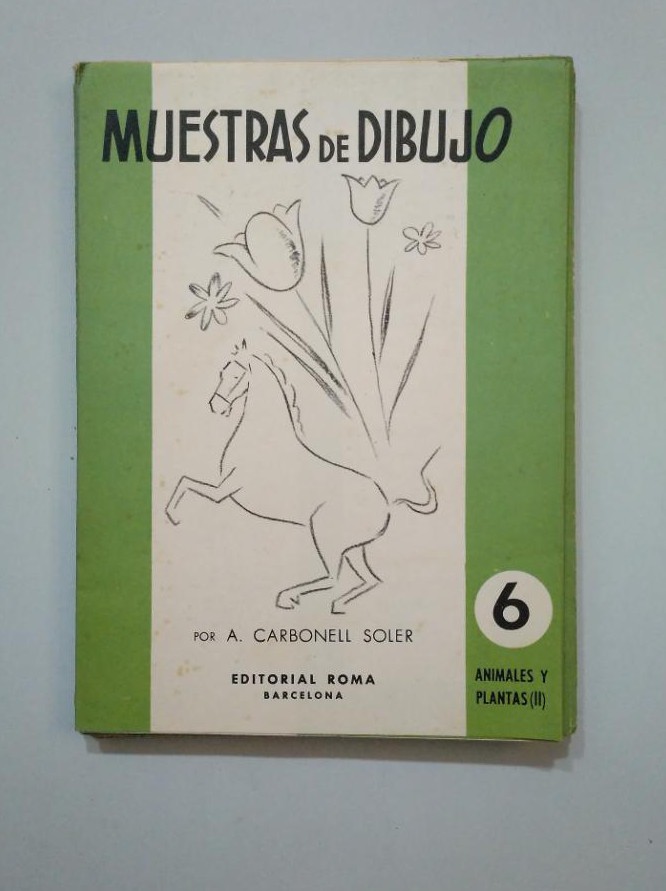 MUESTRAS DE DIBUJO
POR A. CARBONELL SOLER
EDITORIAL ROMA
BARCELONA
6
ANIMALES Y
PLANTAS (II)